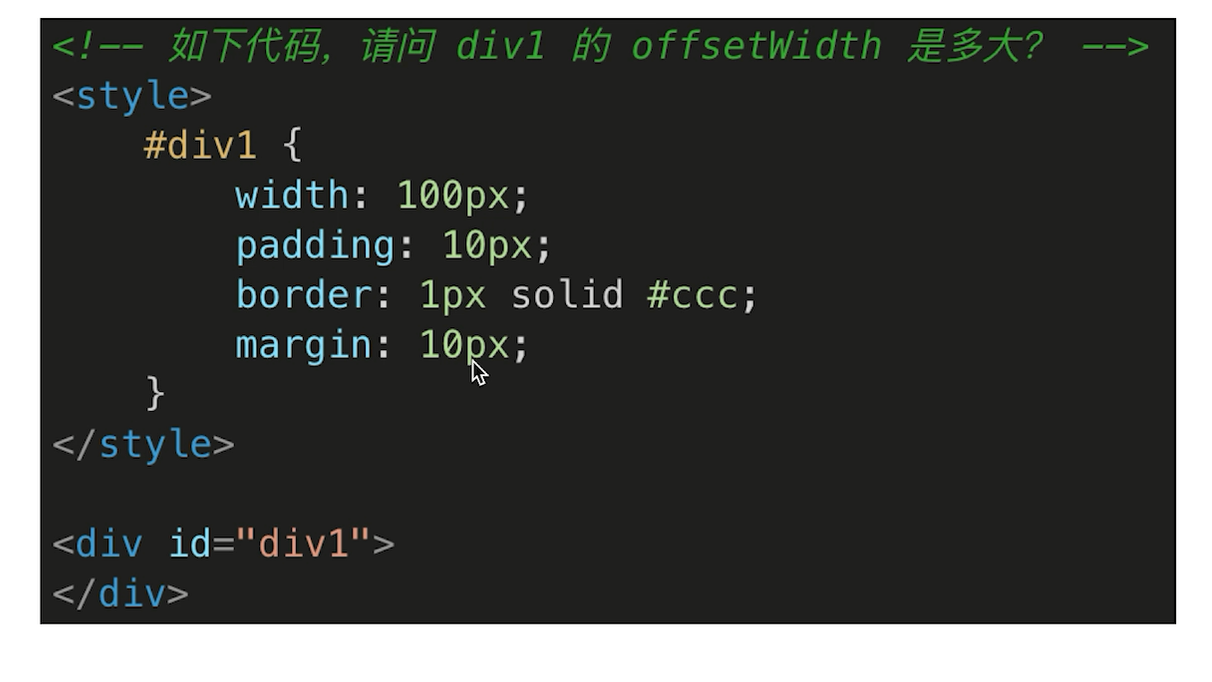 <!-- 如下代码，请问 div1 的 offsetWidth 是多大？ -->
<style>
    #div1 {
        width: 100px;
        padding: 10px;
        border: 1px solid #ccc;
        margin: 10px;
    }
</style>

<div id="div1">
</div>